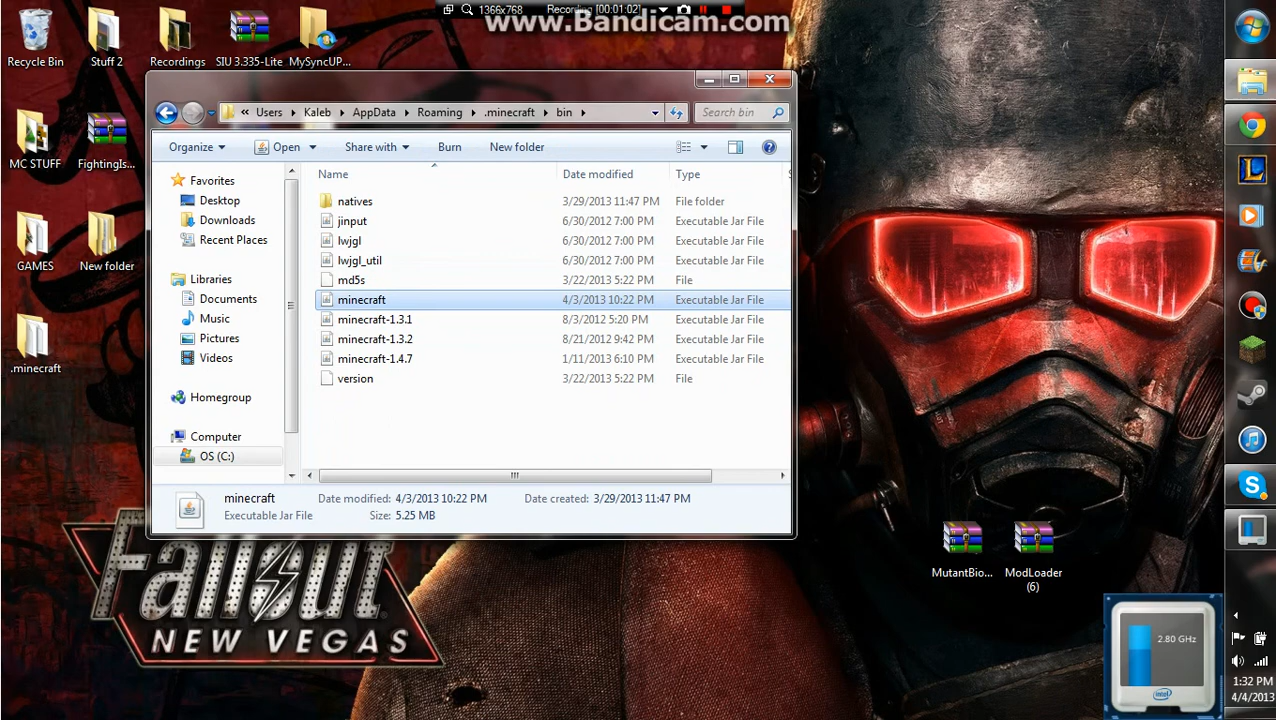 1366x768 Recording [00:01:02]
www.Bandicam.com
Recycle Bin
Stuff 2
Recordings
SIU 3.335-Lite
MySyncUP...
MC STUFF
FightingIs...
GAMES
New folder
.minecraft
« Users Kaleb AppData Roaming .minecraft bin
Search bin
Organize Open Share with Burn New folder
Favorites
Desktop
Downloads
Recent Places
Libraries
Documents
Music
Pictures
Videos
Homegroup
Computer
OS (C:)
Name Date modified Type
natives 3/29/2013 11:47 PM File folder
jinput 6/30/2012 7:00 PM Executable Jar File
lwjgl 6/30/2012 7:00 PM Executable Jar File
lwjgl_util 6/30/2012 7:00 PM Executable Jar File
md5s 3/22/2013 5:22 PM File
minecraft 4/3/2013 10:22 PM Executable Jar File
minecraft-1.3.1 8/3/2012 5:20 PM Executable Jar File
minecraft-1.3.2 8/21/2012 9:42 PM Executable Jar File
minecraft-1.4.7 1/11/2013 6:10 PM Executable Jar File
version 3/22/2013 5:22 PM File
minecraft Date modified: 4/3/2013 10:22 PM Date created: 3/29/2013 11:47 PM
Executable Jar File Size: 5.25 MB
Fallout
NEW VEGAS
MutantBio...
ModLoader
(6)
2.80 GHz
intel
1:32 PM
4/4/2013